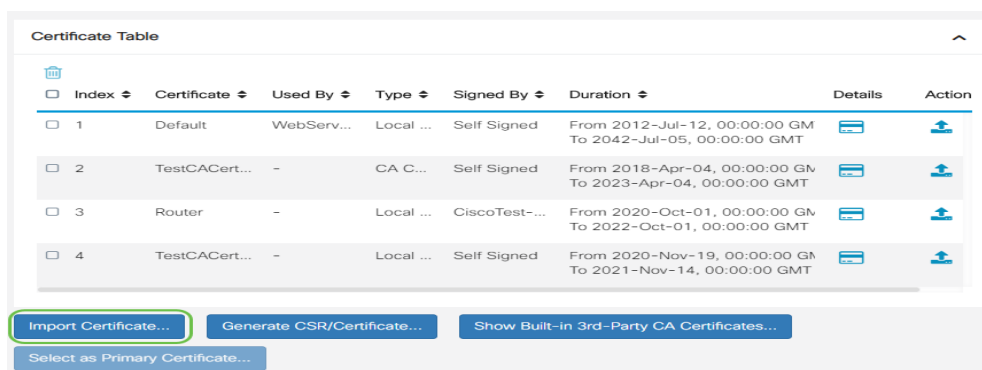 Certificate Table
Index Certificate Used By Type Signed By Duration Details Action
1 Default WebServ... Local ... Self Signed From 2012-Jul-12, 00:00:00 GM
To 2042-Jul-05, 00:00:00 GMT
2 TestCACert... - CA C... Self Signed From 2018-Apr-04, 00:00:00 GM
To 2023-Apr-04, 00:00:00 GMT
3 Router - Local ... CiscoTest-... From 2020-Oct-01, 00:00:00 GM
To 2022-Oct-01, 00:00:00 GMT
4 TestCACert... - Local ... Self Signed From 2020-Nov-19, 00:00:00 GM
To 2021-Nov-14, 00:00:00 GMT
Import Certificate... Generate CSR/Certificate... Show Built-in 3rd-Party CA Certificates...
Select as Primary Certificate...